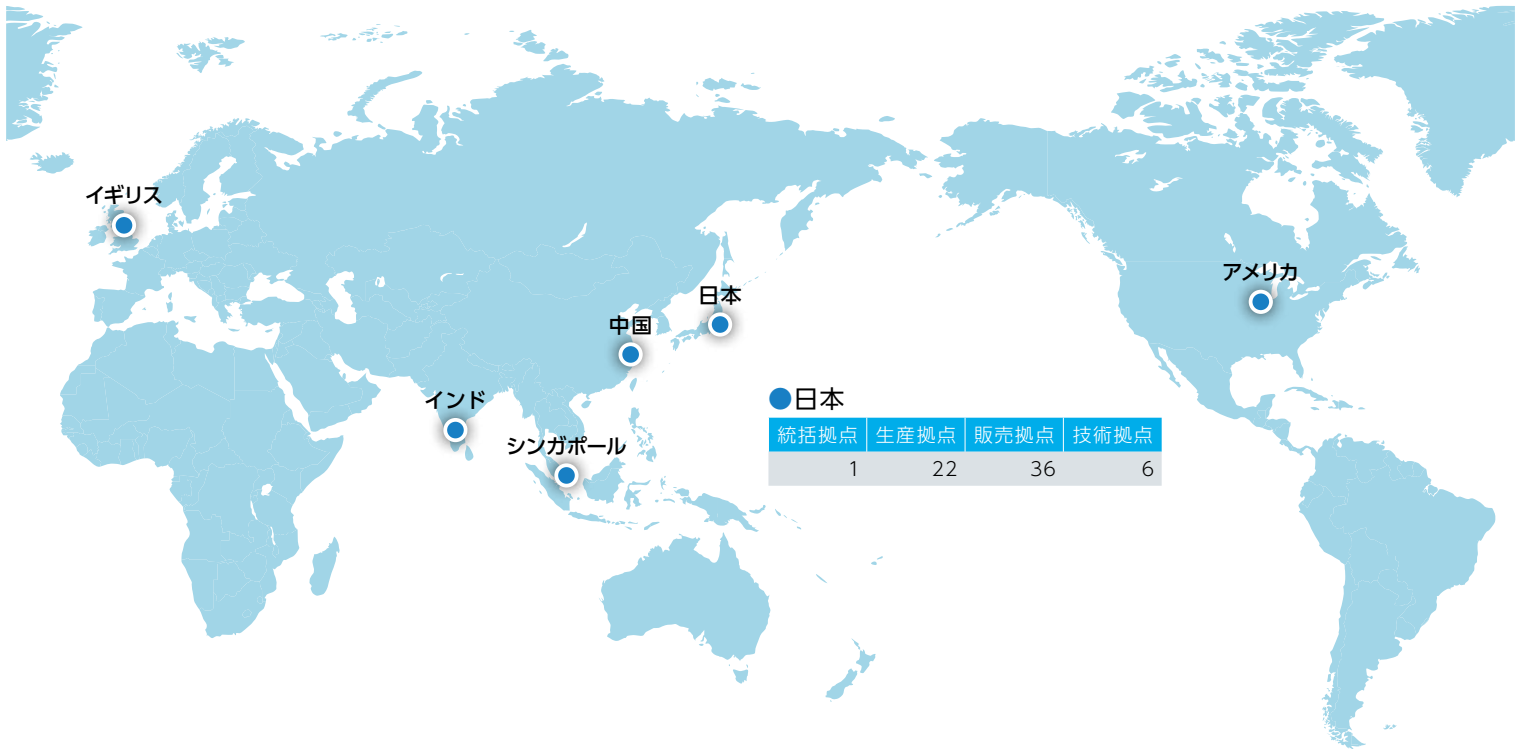 イギリス
アメリカ
日本
中国
インド
シンガポール
●日本
統括拠点 生産拠点 販売拠点 技術拠点
1 22 36 6